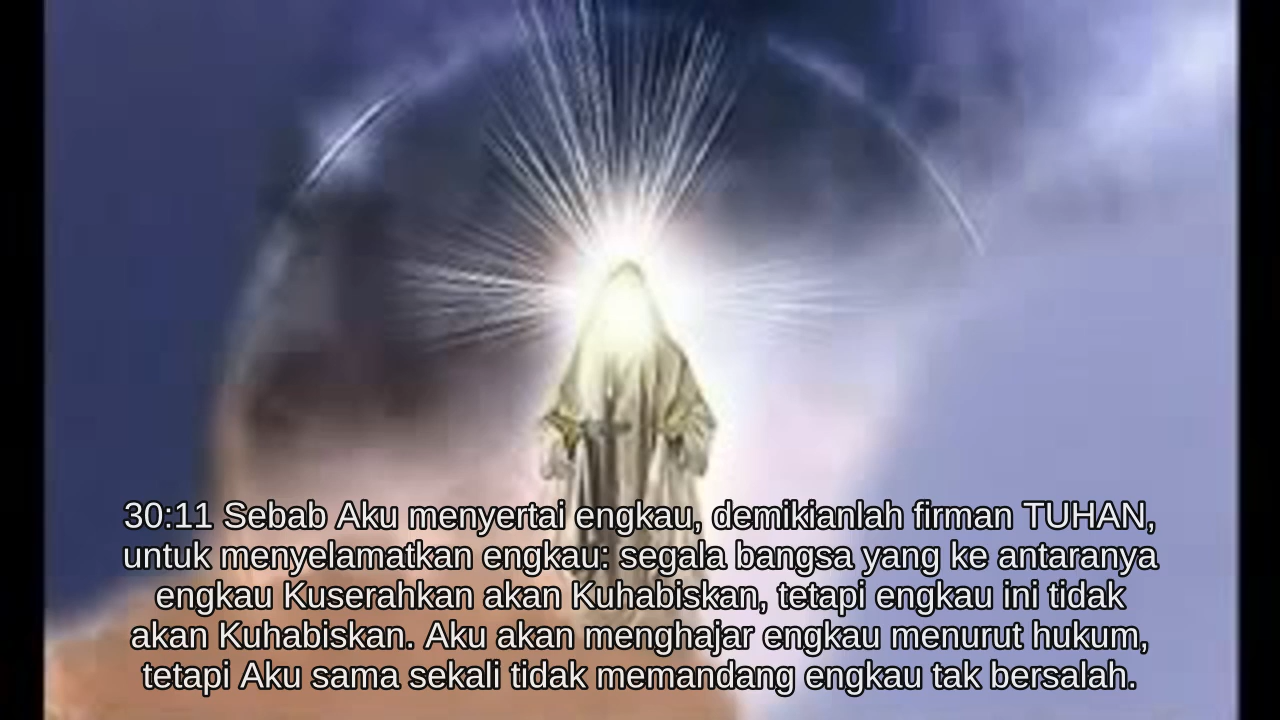 30:11 Sebab Aku menyertai engkau, demikianlah firman TUHAN,
untuk menyelamatkan engkau: segala bangsa yang ke antaranya
engkau Kuserahkan akan Kuhabiskan, tetapi engkau ini tidak
akan Kuhabiskan. Aku akan menghajar engkau menurut hukum,
tetapi Aku sama sekali tidak memandang engkau tak bersalah.